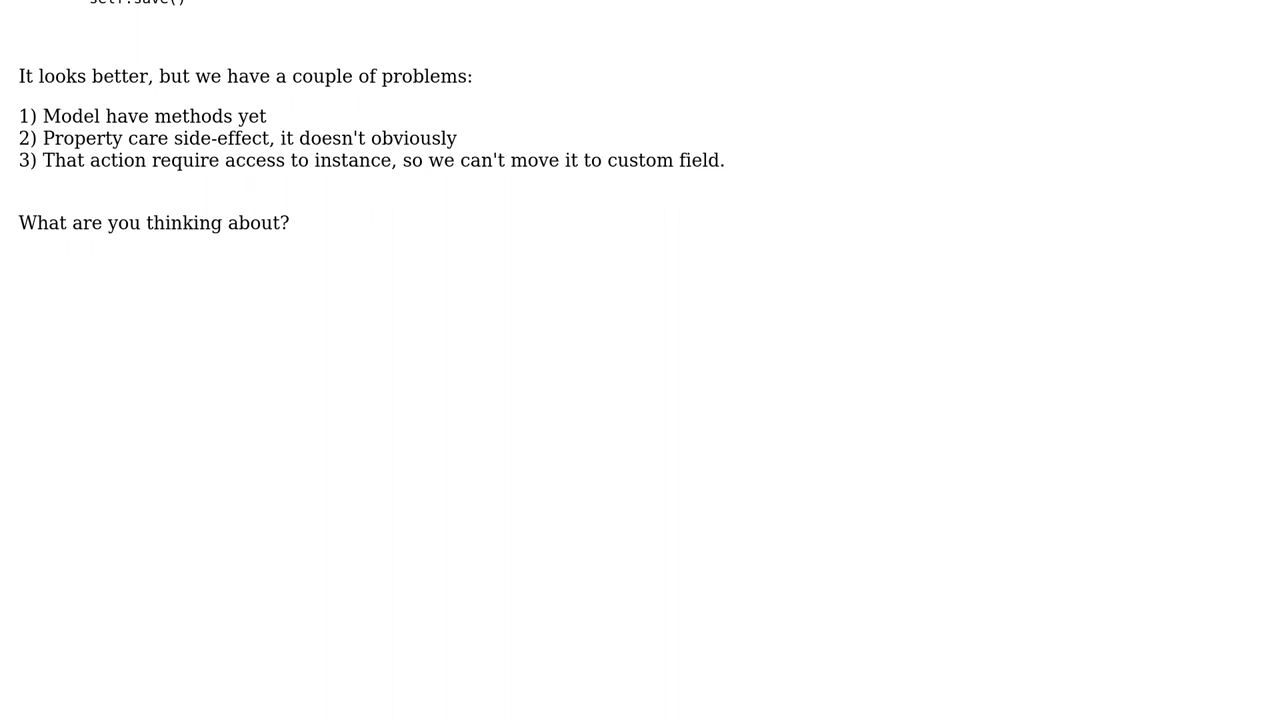 self.save()
It looks better, but we have a couple of problems:
1) Model have methods yet
2) Property care side-effect, it doesn't obviously
3) That action require access to instance, so we can't move it to custom field.
What are you thinking about?